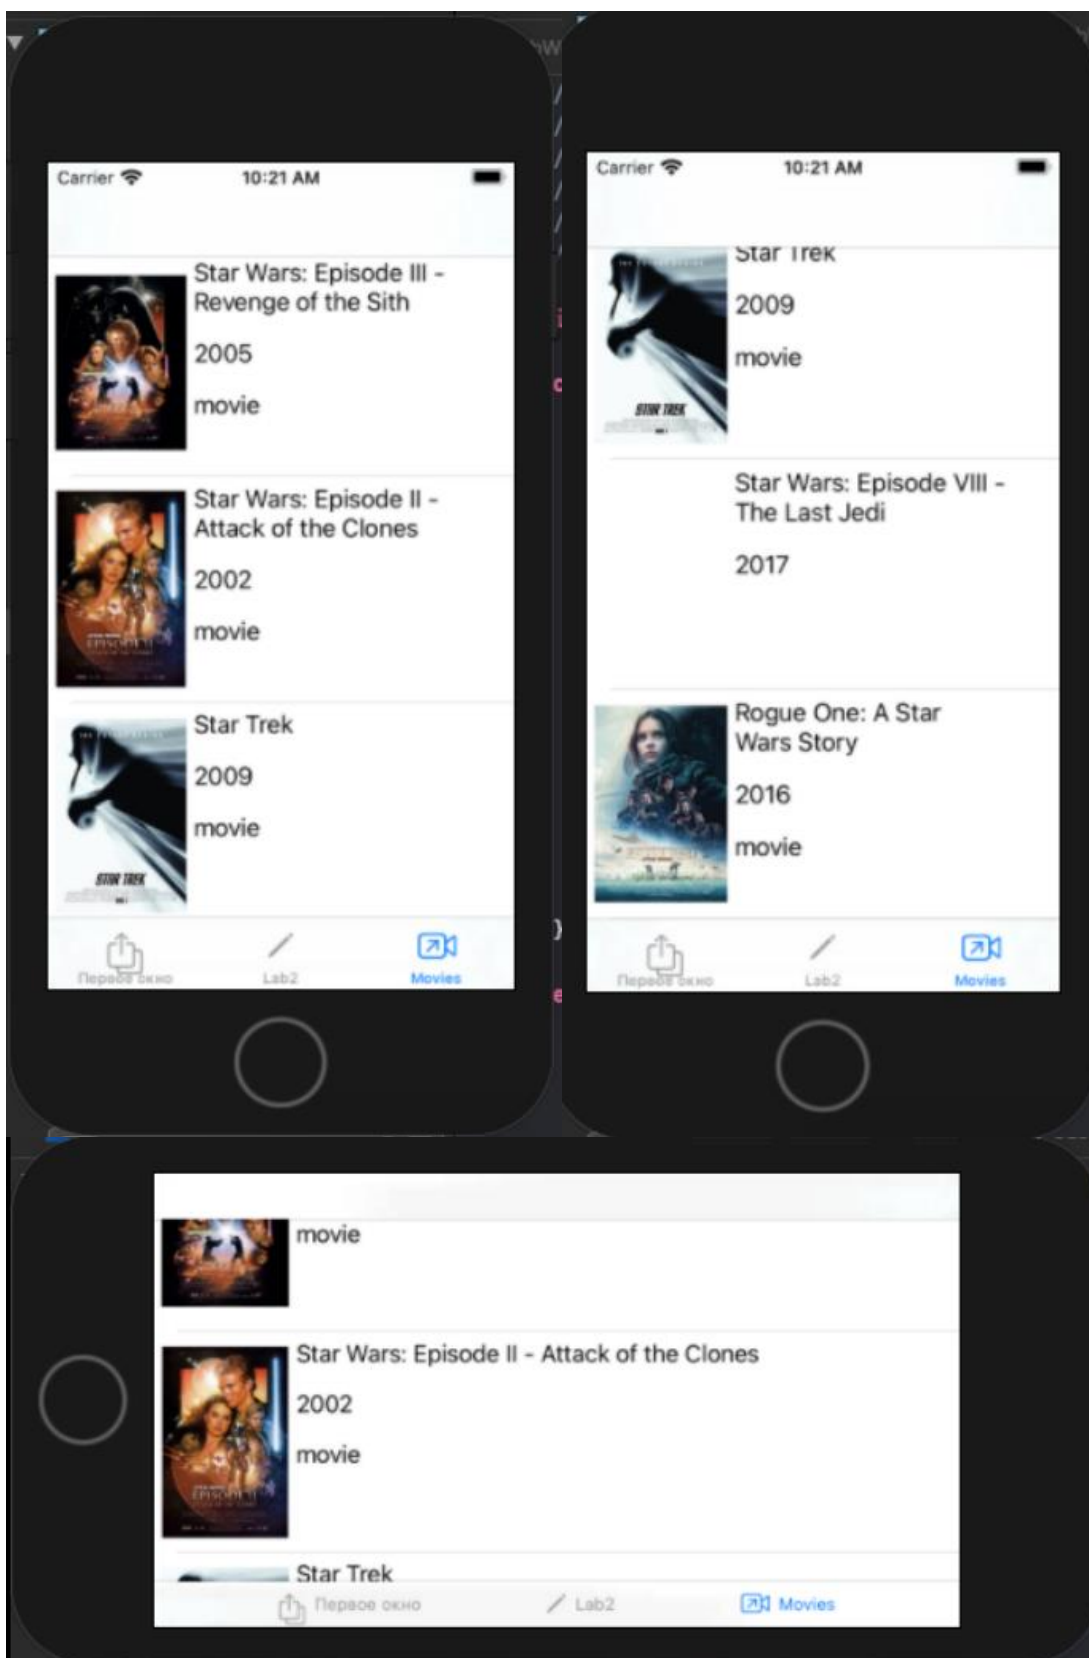 Carrier
10:21 AM
Star Wars: Episode III -
Revenge of the Sith
2005
movie
Star Wars: Episode II -
Attack of the Clones
2002
movie
Star Trek
2009
movie
STAR TREK
Первое окно
Lab2
Movies
Carrier
10:21 AM
Star Trek
2009
movie
STAR TREK
Star Wars: Episode VIII -
The Last Jedi
2017
Rogue One: A Star
Wars Story
2016
movie
Первое окно
Lab2
Movies
movie
Star Wars: Episode II - Attack of the Clones
2002
movie
Star Trek
Первое окно
Lab2
Movies